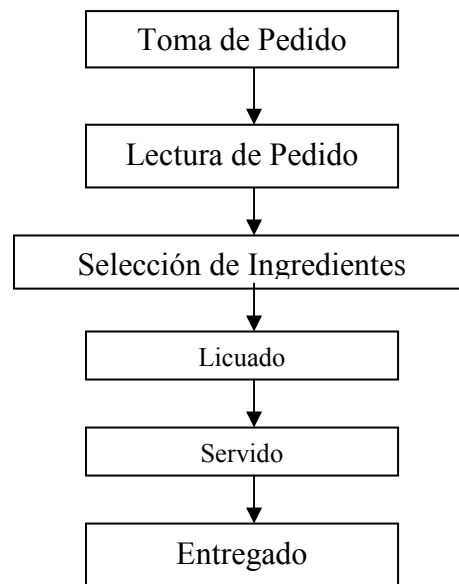 Toma de Pedido
Lectura de Pedido
Selección de Ingredientes
Licuado
Servido
Entregado